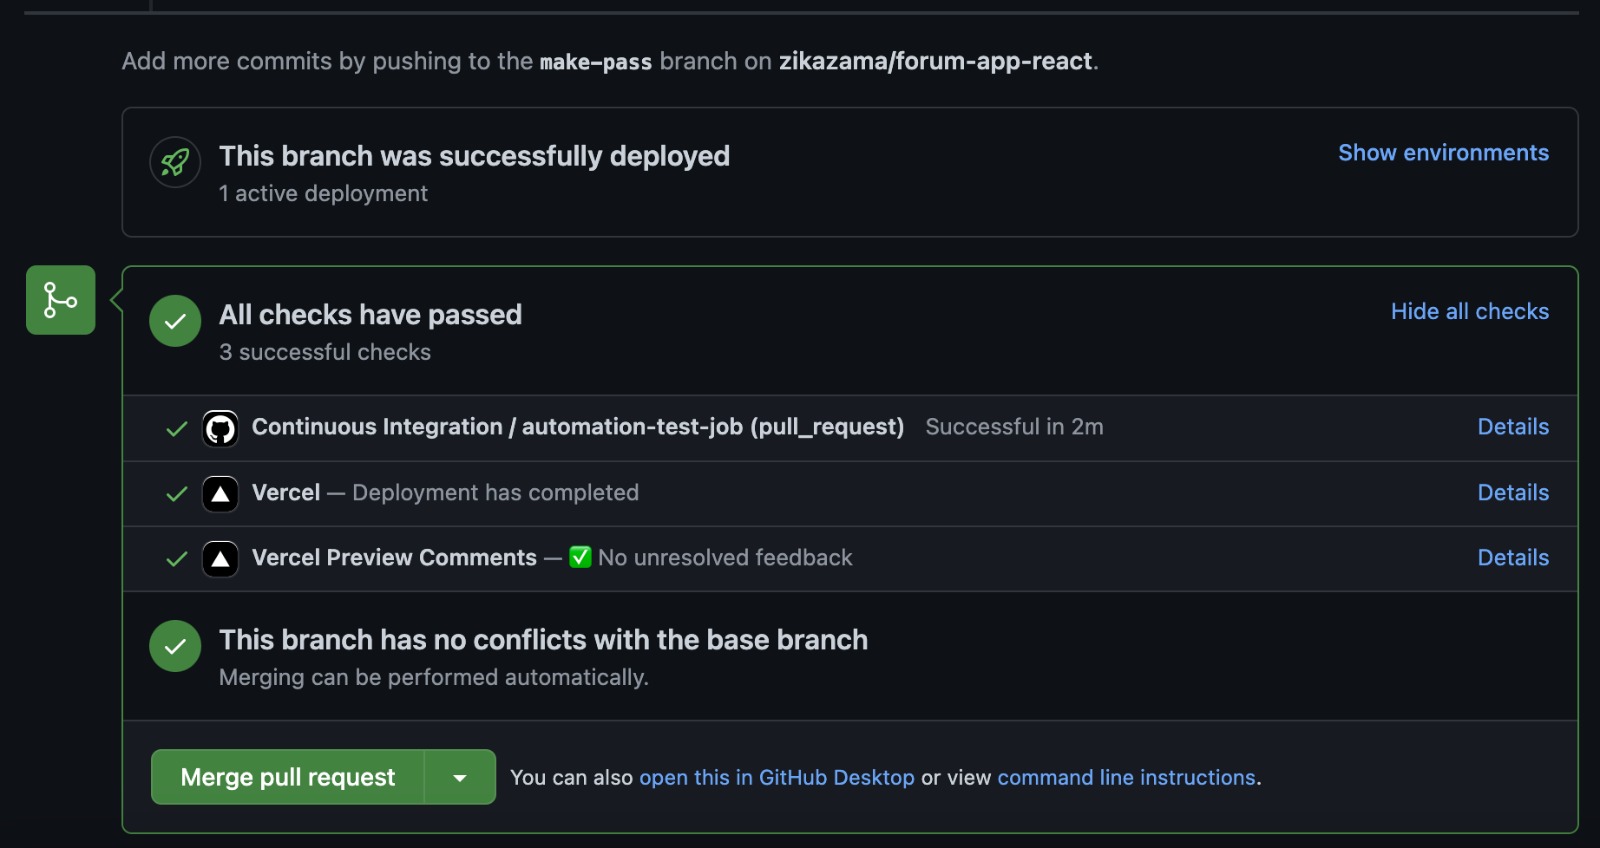 Add more commits by pushing to the make-pass branch on zikazama/forum-app-react.
This branch was successfully deployed
Show environments
1 active deployment
All checks have passed
Hide all checks
3 successful checks
Continuous Integration / automation-test-job (pull_request) Successful in 2m
Details
Vercel — Deployment has completed
Details
Vercel Preview Comments — ✅ No unresolved feedback
Details
This branch has no conflicts with the base branch
Merging can be performed automatically.
Merge pull request
You can also open this in GitHub Desktop or view command line instructions.